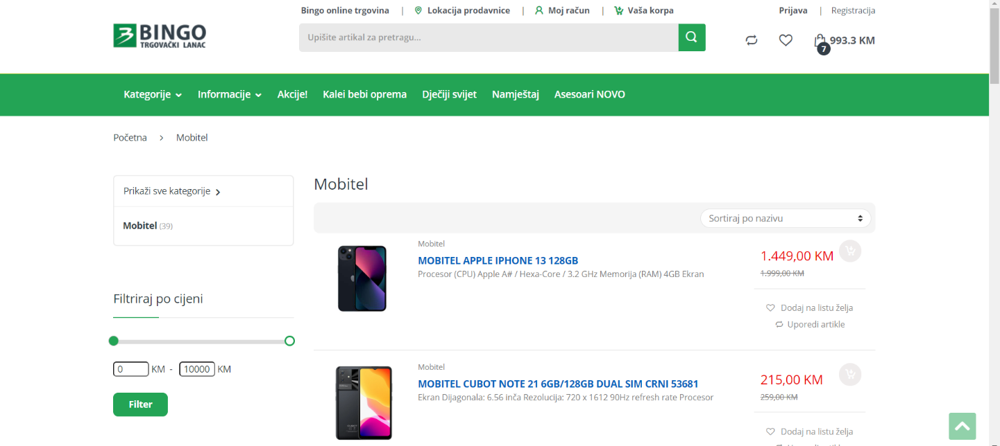 Bingo online trgovina | Lokacija prodavnice | Moj račun | Vaša korpa
Prijava | Registracija
BINGO
TRGOVAČKI LANAC
Upišite artikal za pretragu...
7
993.3 KM
Kategorije Informacije Akcije! Kalei bebi oprema Dječiji svijet Namještaj Asesoari NOVO
Početna > Mobitel
Prikaži sve kategorije
Mobitel (39)
Filtriraj po cijeni
0 KM - 10000 KM
Filter
Mobitel
Sortiraj po nazivu
Mobitel
MOBITEL APPLE IPHONE 13 128GB
Procesor (CPU) Apple A# / Hexa-Core / 3.2 GHz Memorija (RAM) 4GB Ekran
1.449,00 KM
1.999,00 KM
Dodaj na listu želja
Uporedi artikle
Mobitel
MOBITEL CUBOT NOTE 21 6GB/128GB DUAL SIM CRNI 53681
Ekran Dijagonala: 6.56 inča Rezolucija: 720 x 1612 90Hz refresh rate Procesor
215,00 KM
259,00 KM
Dodaj na listu želja